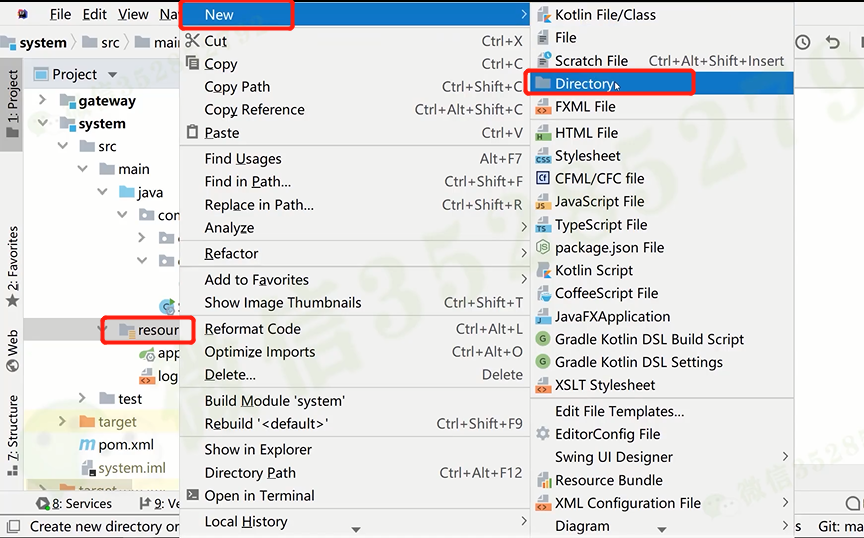 File Edit View Na
system src main
1: Project
2: Favorites
Web
7: Structure
Project
gateway
system
src
main
java
com
resour
app
log
test
target
pom.xml
system.iml
target
8: Services 9: Ve
Create new directory or
New
Cut Ctrl+X
Copy Ctrl+C
Copy Path Ctrl+Shift+C
Copy Reference Ctrl+Alt+Shift+C
Paste Ctrl+V
Find Usages Alt+F7
Find in Path... Ctrl+Shift+F
Replace in Path... Ctrl+Shift+R
Analyze
Refactor
Add to Favorites
Show Image Thumbnails Ctrl+Shift+T
Reformat Code Ctrl+Alt+L
Optimize Imports Ctrl+Alt+O
Delete... Delete
Build Module 'system'
Rebuild '<default>' Ctrl+Shift+F9
Show in Explorer
Directory Path Ctrl+Alt+F12
Open in Terminal
Local History
Kotlin File/Class
File
Scratch File Ctrl+Alt+Shift+Insert
Directory
FXML File
HTML File
Stylesheet
CFML/CFC file
JavaScript File
TypeScript File
package.json File
Kotlin Script
CoffeeScript File
JavaFXApplication
Gradle Kotlin DSL Build Script
Gradle Kotlin DSL Settings
XSLT Stylesheet
Edit File Templates...
EditorConfig File
Swing UI Designer
Resource Bundle
XML Configuration File
Diagram
s Git: ma